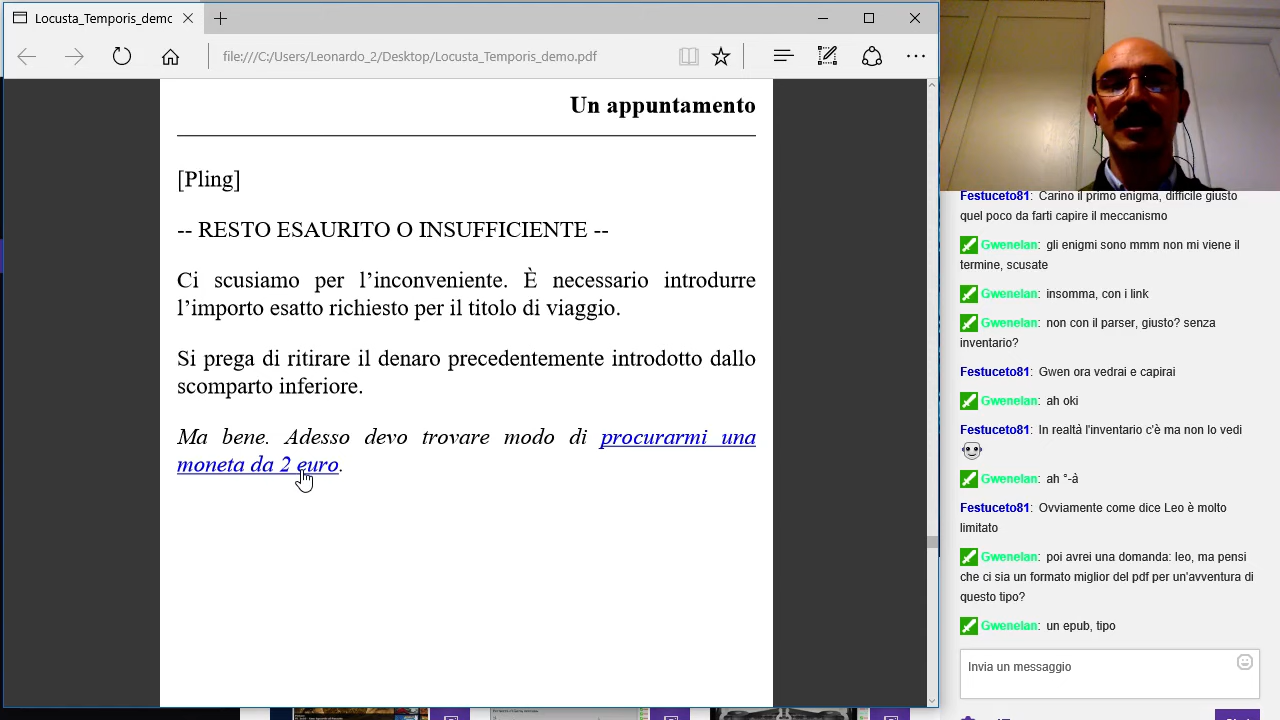 Locusta_Temporis_demo
file:///C:/Users/Leonardo_2/Desktop/Locusta_Temporis_demo.pdf
Un appuntamento
[Pling]
-- RESTO ESAURITO O INSUFFICIENTE --
Ci scusiamo per l’inconveniente. È necessario introdurre
l’importo esatto richiesto per il titolo di viaggio.
Si prega di ritirare il denaro precedentemente introdotto dallo
scomparto inferiore.
Ma bene. Adesso devo trovare modo di procurarmi una
moneta da 2 euro.
Festuceto81: Carino il primo enigma, difficile giusto
quel poco da farti capire il meccanismo
Gwenelan: gli enigmi sono mmm non mi viene il
termine, scusate
Gwenelan: insomma, con i link
Gwenelan: non con il parser, giusto? senza
inventario?
Festuceto81: Gwen ora vedrai e capirai
Gwenelan: ah oki
Festuceto81: In realtà l'inventario c'è ma non lo vedi
Gwenelan: ah °-à
Festuceto81: Ovviamente come dice Leo è molto
limitato
Gwenelan: poi avrei una domanda: leo, ma pensi
che ci sia un formato miglior del pdf per un'avventura di
questo tipo?
Gwenelan: un epub, tipo
Invia un messaggio